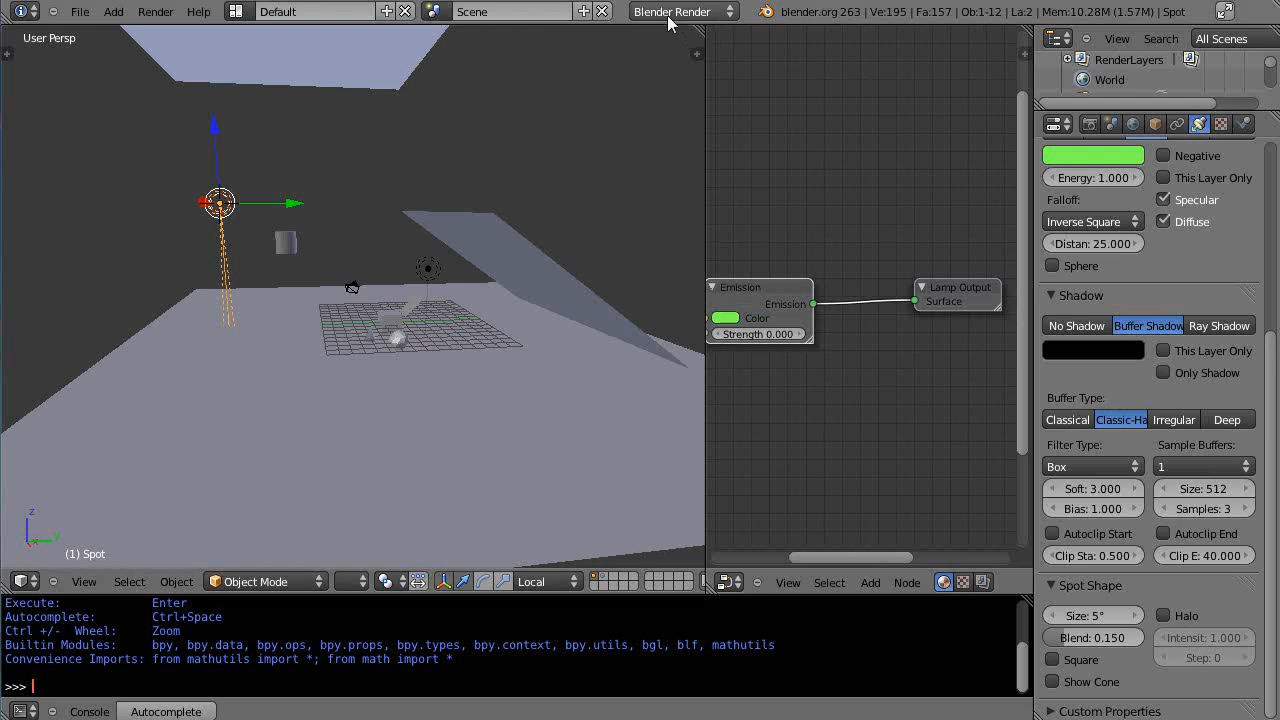 File Add Render Help Default Scene Blender Render blender.org 263 | Ve:195 | Fa:157 | Ob:1-12 | La:2 | Mem:10.28M (1.57M) | Spot
User Persp
z
y
x
(1) Spot
View Select Object Object Mode Local
Emission
Emission
Color
Strength 0.000
Lamp Output
Surface
View Select Add Node
View Search All Scenes
RenderLayers |
World
Negative
Energy: 1.000 This Layer Only
Falloff: Specular
Inverse Square Diffuse
Distan: 25.000
Sphere
Shadow
No Shadow Buffer Shadow Ray Shadow
This Layer Only
Only Shadow
Buffer Type:
Classical Classic-Ha Irregular Deep
Filter Type: Sample Buffers:
Box 1
Soft: 3.000 Size: 512
Bias: 1.000 Samples: 3
Autoclip Start Autoclip End
Clip Sta: 0.500 Clip E: 40.000
Spot Shape
Size: 5° Halo
Blend: 0.150 Intensit: 1.000
Square Step: 0
Show Cone
Custom Properties
Execute: Enter
Autocomplete: Ctrl+Space
Ctrl +/- Wheel: Zoom
Builtin Modules: bpy, bpy.data, bpy.ops, bpy.props, bpy.types, bpy.context, bpy.utils, bgl, blf, mathutils
Convenience Imports: from mathutils import *; from math import *
>>>
Console Autocomplete